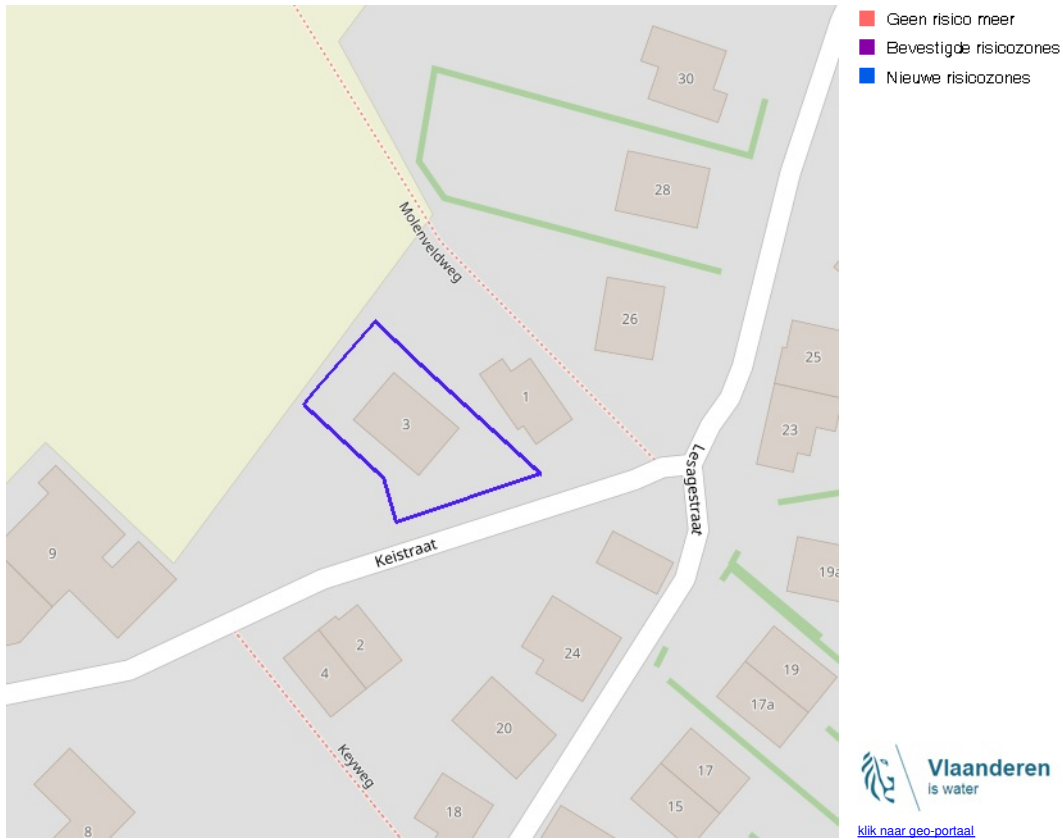 Geen risico meer
Bevestigde risicozones
Nieuwe risicozones
30
28
Molenveldweg
26
25
1
3
23
Lesagestraat
Keistraat
9
19a
2
24
4
19
17a
20
Keyweg
17
15
18
8
Vlaanderen
is water
klik naar geo-portaal